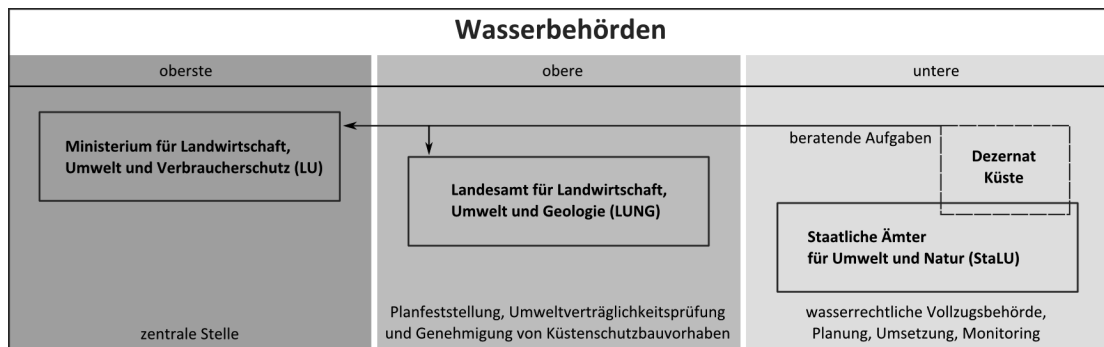 Wasserbehörden
oberste
obere
untere
Ministerium für Landwirtschaft,
Umwelt und Verbraucherschutz (LU)
Landesamt für Landwirtschaft,
Umwelt und Geologie (LUNG)
beratende Aufgaben
Dezernat
Küste
Staatliche Ämter
für Umwelt und Natur (StaLU)
zentrale Stelle
Planfeststellung, Umweltverträglichkeitsprüfung
und Genehmigung von Küstenschutzbauvorhaben
wasserrechtliche Vollzugsbehörde,
Planung, Umsetzung, Monitoring